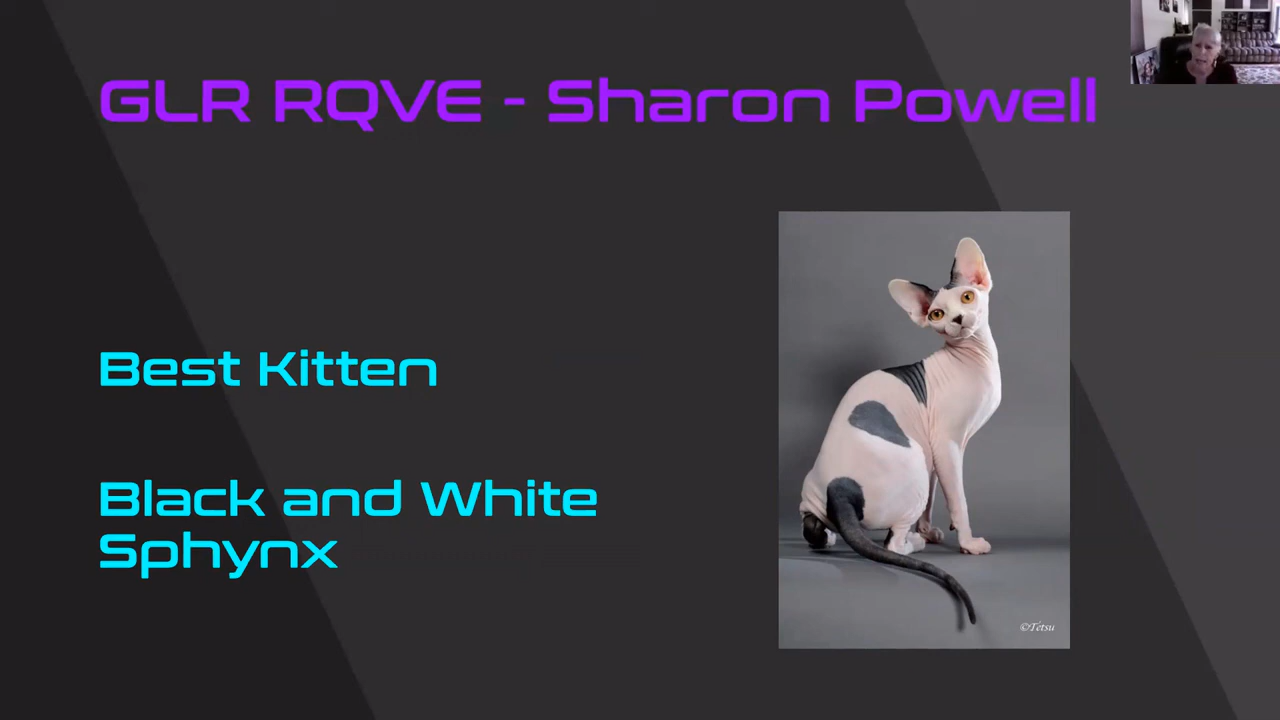 GLR RQVE - Sharon Powell
Best Kitten
Black and White
Sphynx
©Tetsu